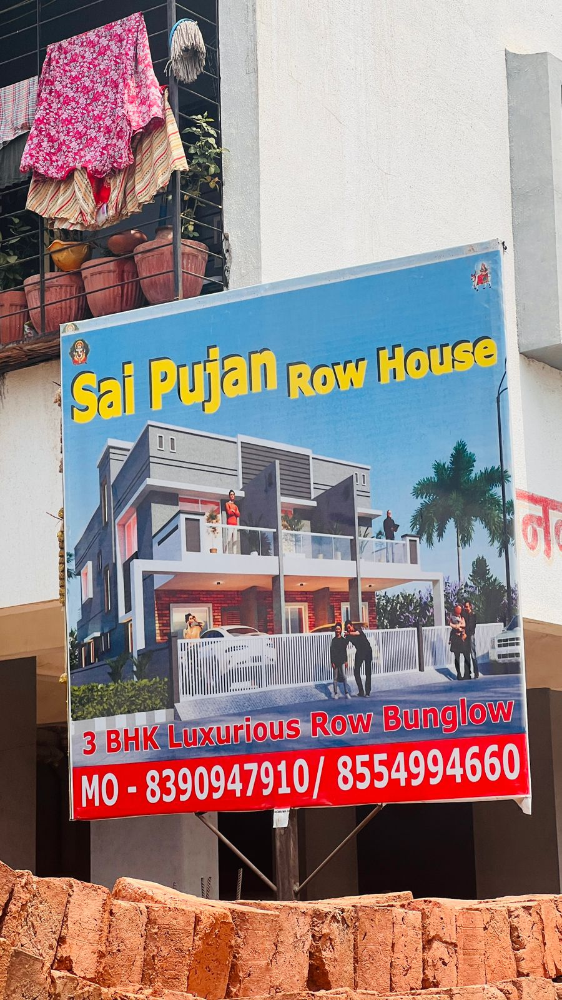 Sai Pujan Row House
3 BHK Luxurious Row Bunglow
MO - 8390947910/ 8554994660